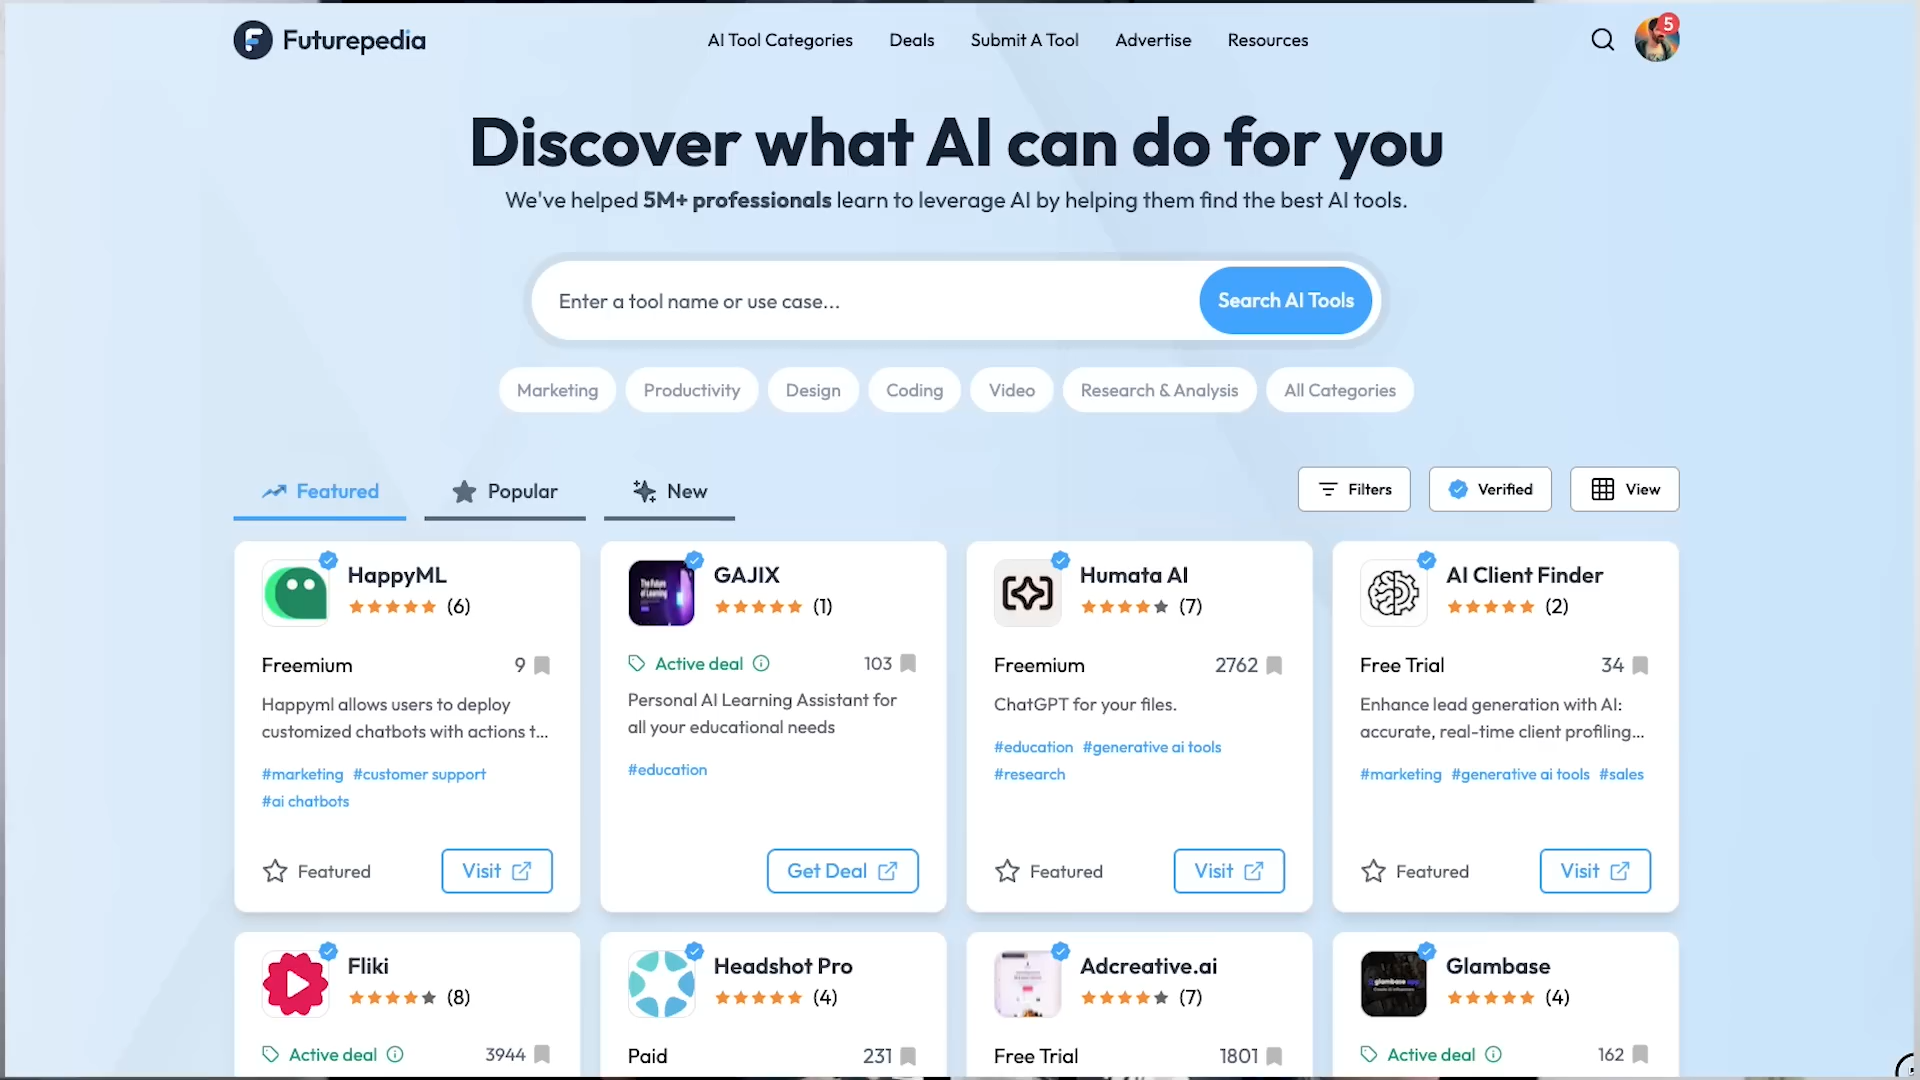 Futurepedia
AI Tool Categories
Deals
Submit A Tool
Advertise
Resources
5
Discover what AI can do for you
We've helped 5M+ professionals learn to leverage AI by helping them find the best AI tools.
Enter a tool name or use case...
Search AI Tools
Marketing
Productivity
Design
Coding
Video
Research & Analysis
All Categories
Featured
Popular
New
Filters
Verified
View
HappyML
(6)
Freemium
9
Happyml allows users to deploy
customized chatbots with actions t...
#marketing #customer support
#ai chatbots
Featured
Visit
The Future
of Learning
GAJIX
(1)
Active deal
103
Personal AI Learning Assistant for
all your educational needs
#education
Get Deal
Humata AI
(7)
Freemium
2762
ChatGPT for your files.
#education #generative ai tools
#research
Featured
Visit
AI Client Finder
(2)
Free Trial
34
Enhance lead generation with AI:
accurate, real-time client profiling...
#marketing #generative ai tools #sales
Featured
Visit
Fliki
(8)
Active deal
3944
Headshot Pro
(4)
Paid
231
Adcreative.ai
(7)
Free Trial
1801
glambase app
Glambase
(4)
Active deal
162